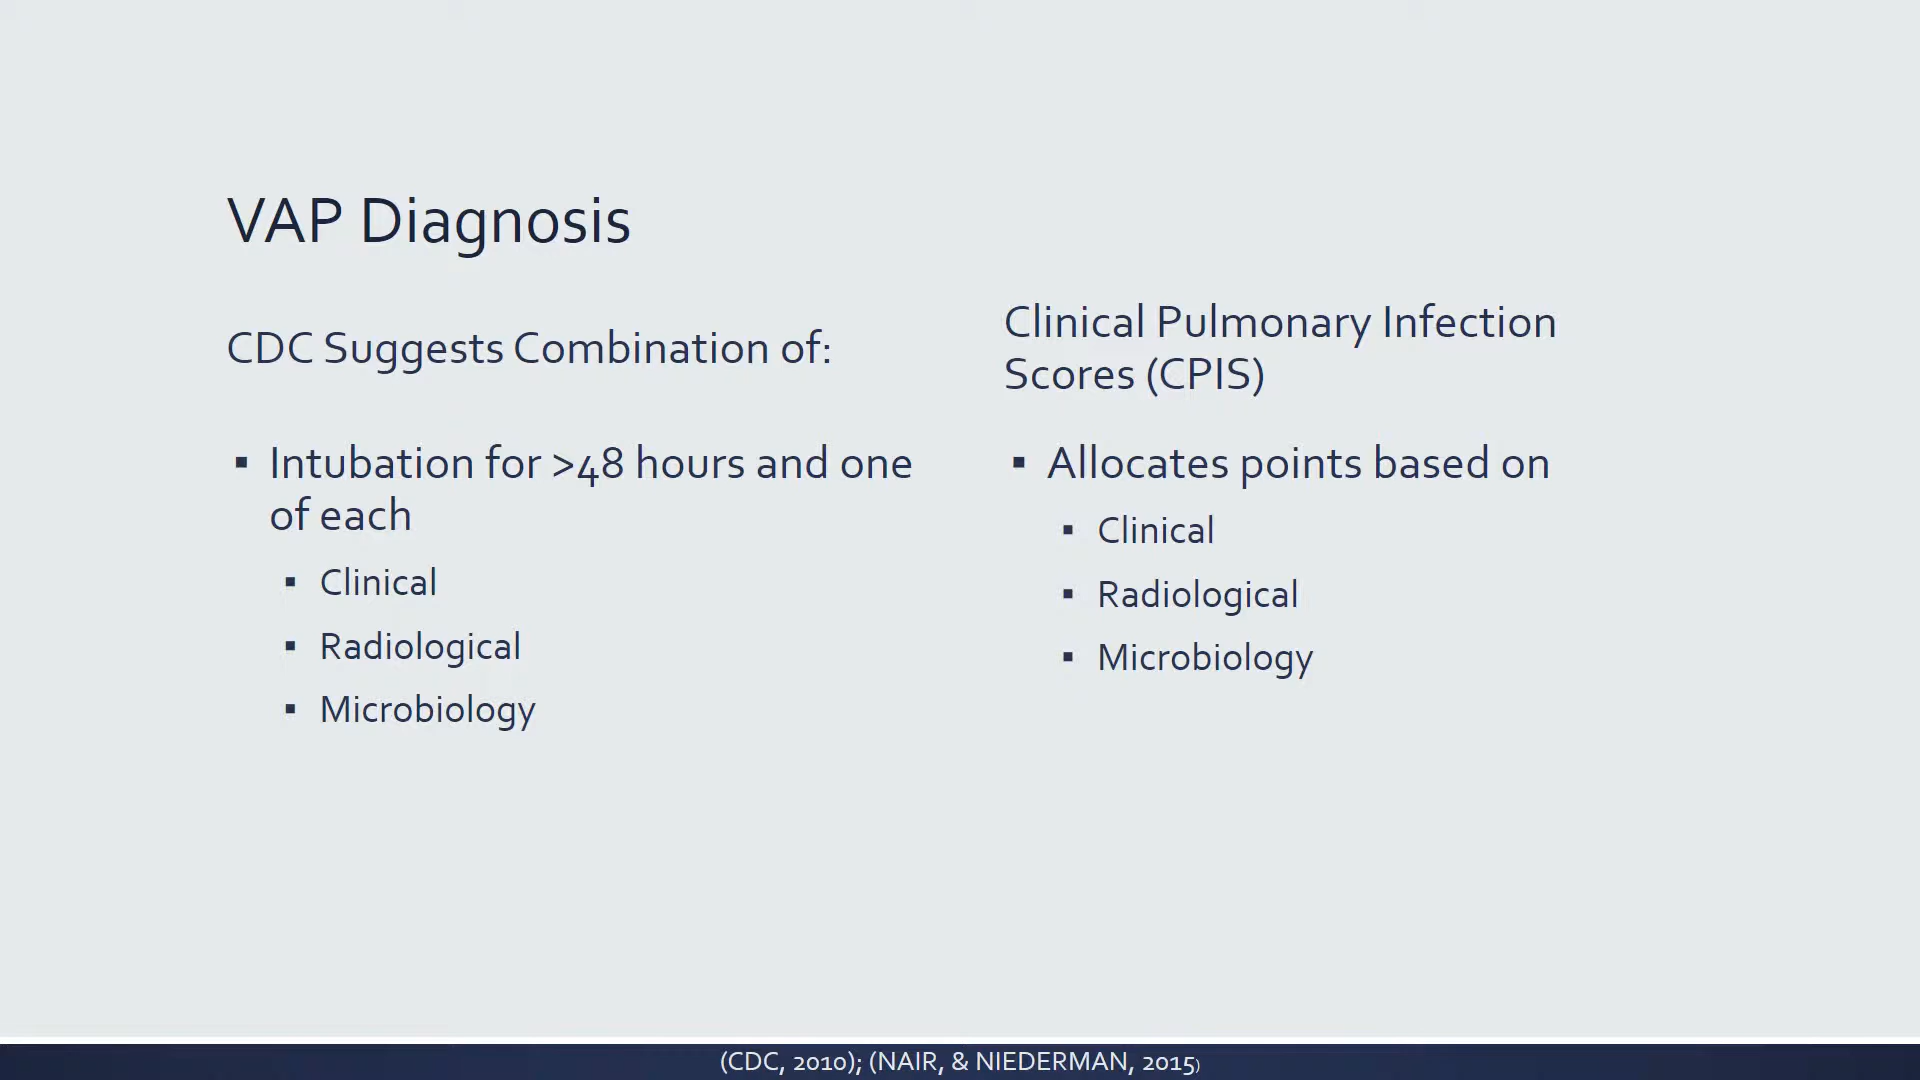 VAP Diagnosis
CDC Suggests Combination of:
▪ Intubation for >48 hours and one
of each
▪ Clinical
▪ Radiological
▪ Microbiology
Clinical Pulmonary Infection
Scores (CPIS)
▪ Allocates points based on
▪ Clinical
▪ Radiological
▪ Microbiology
(CDC, 2010); (NAIR, & NIEDERMAN, 2015)